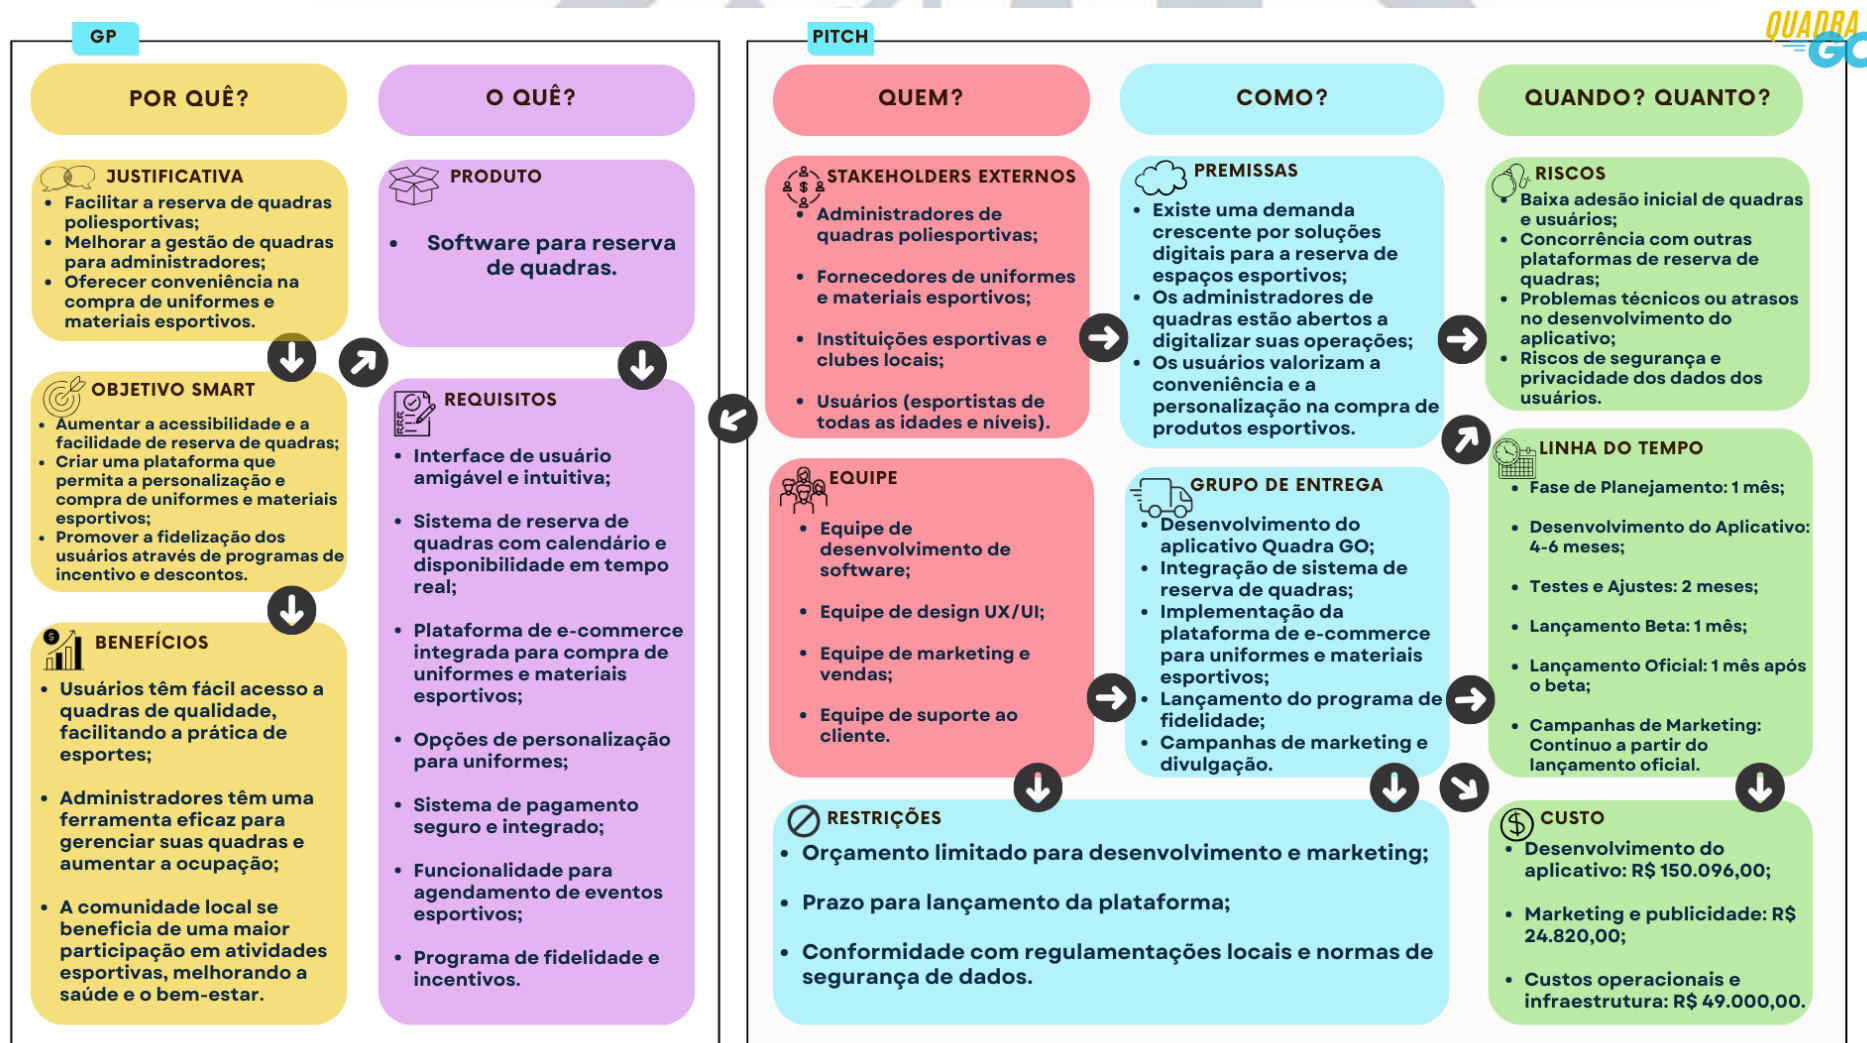 GP
POR QUÊ?
JUSTIFICATIVA
• Facilitar a reserva de quadras
poliesportivas;
• Melhorar a gestão de quadras
para administradores;
• Oferecer conveniência na
compra de uniformes e
materiais esportivos.
OBJETIVO SMART
• Aumentar a acessibilidade e a
facilidade de reserva de quadras;
• Criar uma plataforma que
permita a personalização e
compra de uniformes e materiais
esportivos;
• Promover a fidelização dos
usuários através de programas de
incentivo e descontos.
BENEFÍCIOS
• Usuários têm fácil acesso a
quadras de qualidade,
facilitando a prática de
esportes;
• Administradores têm uma
ferramenta eficaz para
gerenciar suas quadras e
aumentar a ocupação;
• A comunidade local se
beneficia de uma maior
participação em atividades
esportivas, melhorando a
saúde e o bem-estar.
O QUÊ?
PRODUTO
• Software para reserva
de quadras.
REQUISITOS
• Interface de usuário
amigável e intuitiva;
• Sistema de reserva de
quadras com calendário e
disponibilidade em tempo
real;
• Plataforma de e-commerce
integrada para compra de
uniformes e materiais
esportivos;
• Opções de personalização
para uniformes;
• Sistema de pagamento
seguro e integrado;
• Funcionalidade para
agendamento de eventos
esportivos;
• Programa de fidelidade e
incentivos.
PITCH
QUADRA
GO
QUEM?
STAKEHOLDERS EXTERNOS
• Administradores de
quadras poliesportivas;
• Fornecedores de uniformes
e materiais esportivos;
• Instituições esportivas e
clubes locais;
• Usuários (esportistas de
todas as idades e níveis).
EQUIPE
• Equipe de
desenvolvimento de
software;
• Equipe de design UX/UI;
• Equipe de marketing e
vendas;
• Equipe de suporte ao
cliente.
COMO?
PREMISSAS
• Existe uma demanda
crescente por soluções
digitais para a reserva de
espaços esportivos;
• Os administradores de
quadras estão abertos a
digitalizar suas operações;
• Os usuários valorizam a
conveniência e a
personalização na compra de
produtos esportivos.
GRUPO DE ENTREGA
• Desenvolvimento do
aplicativo Quadra GO;
• Integração de sistema de
reserva de quadras;
• Implementação da
plataforma de e-commerce
para uniformes e materiais
esportivos;
• Lançamento do programa de
fidelidade;
• Campanhas de marketing e
divulgação.
RESTRIÇÕES
• Orçamento limitado para desenvolvimento e marketing;
• Prazo para lançamento da plataforma;
• Conformidade com regulamentações locais e normas de
segurança de dados.
QUANDO? QUANTO?
RISCOS
• Baixa adesão inicial de quadras
e usuários;
• Concorrência com outras
plataformas de reserva de
quadras;
• Problemas técnicos ou atrasos
no desenvolvimento do
aplicativo;
• Riscos de segurança e
privacidade dos dados dos
usuários.
LINHA DO TEMPO
• Fase de Planejamento: 1 mês;
• Desenvolvimento do Aplicativo:
4-6 meses;
• Testes e Ajustes: 2 meses;
• Lançamento Beta: 1 mês;
• Lançamento Oficial: 1 mês após
o beta;
• Campanhas de Marketing:
Contínuo a partir do
lançamento oficial.
CUSTO
• Desenvolvimento do
aplicativo: R$ 150.096,00;
• Marketing e publicidade: R$
24.820,00;
• Custos operacionais e
infraestrutura: R$ 49.000,00.